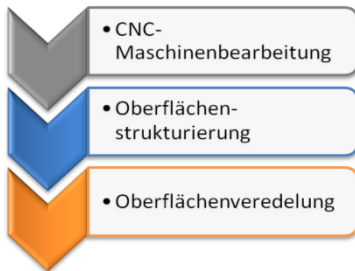 • CNC-
Maschinenbearbeitung
• Oberflächen-
strukturierung
• Oberflächenveredelung